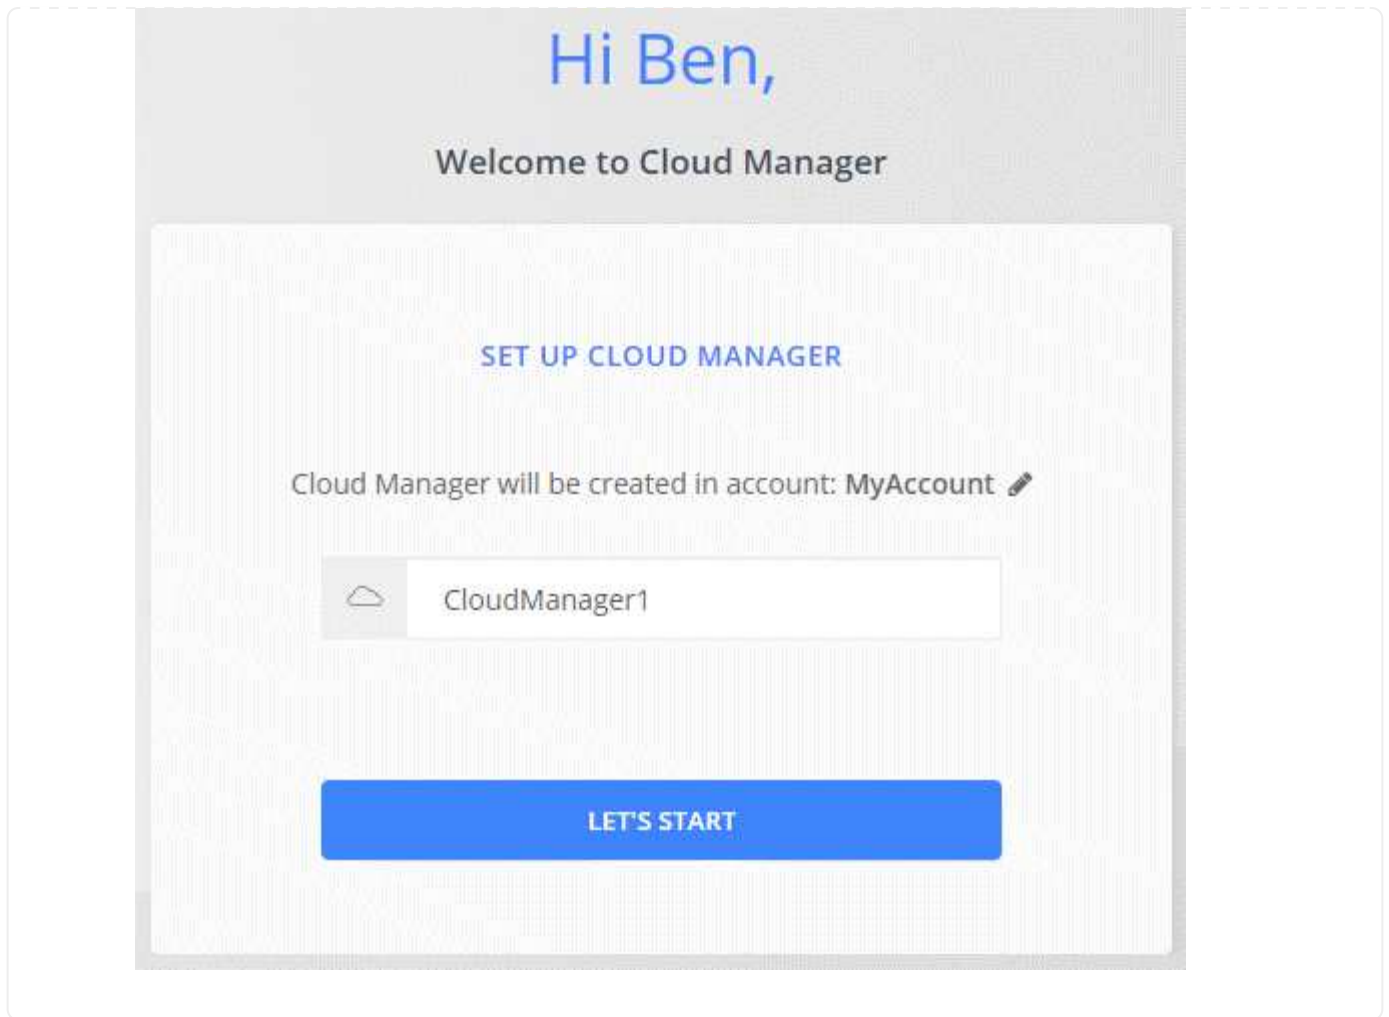 Hi Ben,
Welcome to Cloud Manager
SET UP CLOUD MANAGER
Cloud Manager will be created in account: MyAccount
CloudManager1
LET'S START